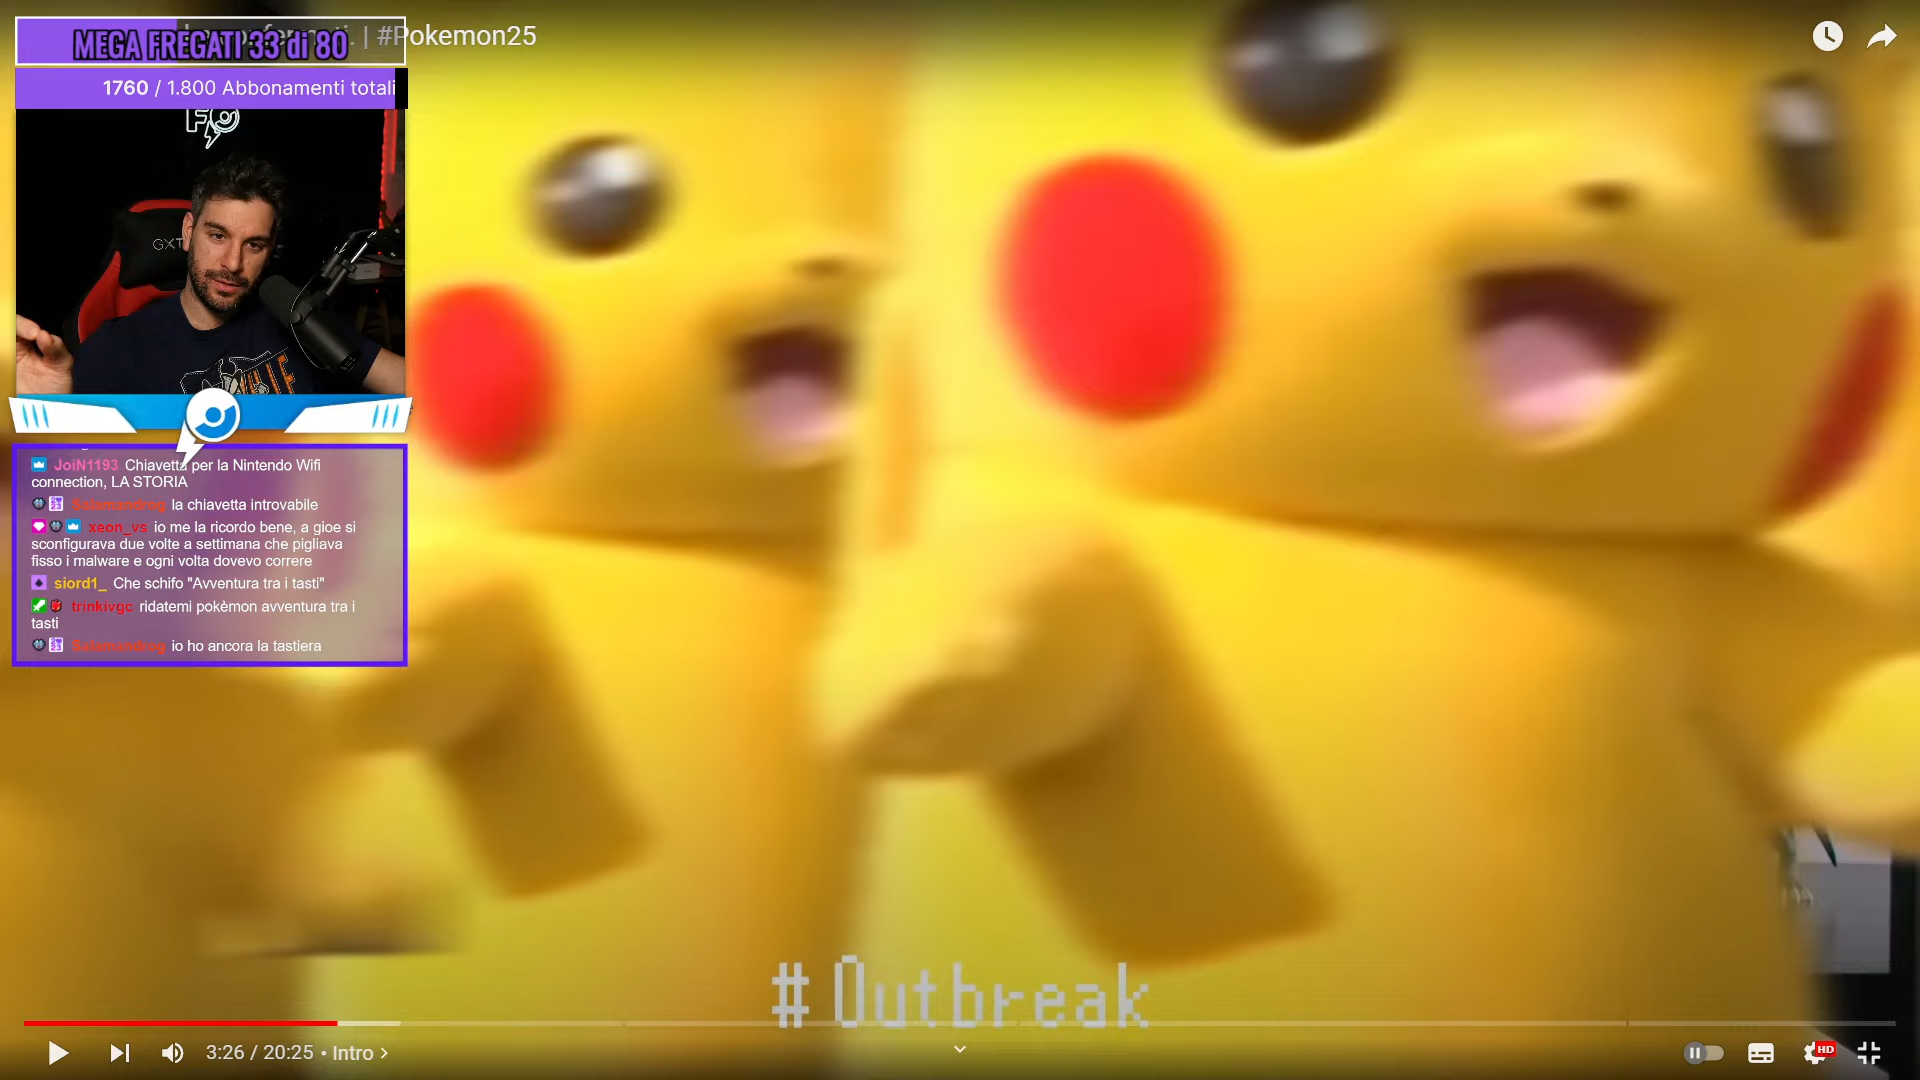 | #Pokemon25
MEGA FREGATI 33 di 80
1760 / 1.800 Abbonamenti totali
GXT
JoiN1193 Chiavetta per la Nintendo Wifi
connection, LA STORIA
Salamandrog la chiavetta introvabile
xeon_vs io me la ricordo bene, a gioe si
sconfigurava due volte a settimana che pigliava
fisso i malware e ogni volta dovevo correre
siord1_ Che schifo "Avventura tra i tasti"
trinkivgc ridatemi pokèmon avventura tra i
tasti
Salamandrog io ho ancora la tastiera
# Outbreak
3:26 / 20:25 • Intro
HD